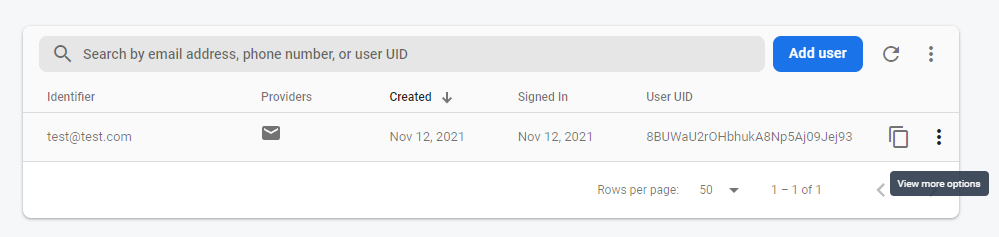 Search by email address, phone number, or user UID Add user
Identifier Providers Created Signed In User UID
test@test.com Nov 12, 2021 Nov 12, 2021 8BUWaU2rOHbhukA8Np5Aj09Jej93
Rows per page: 50 1 – 1 of 1
View more options